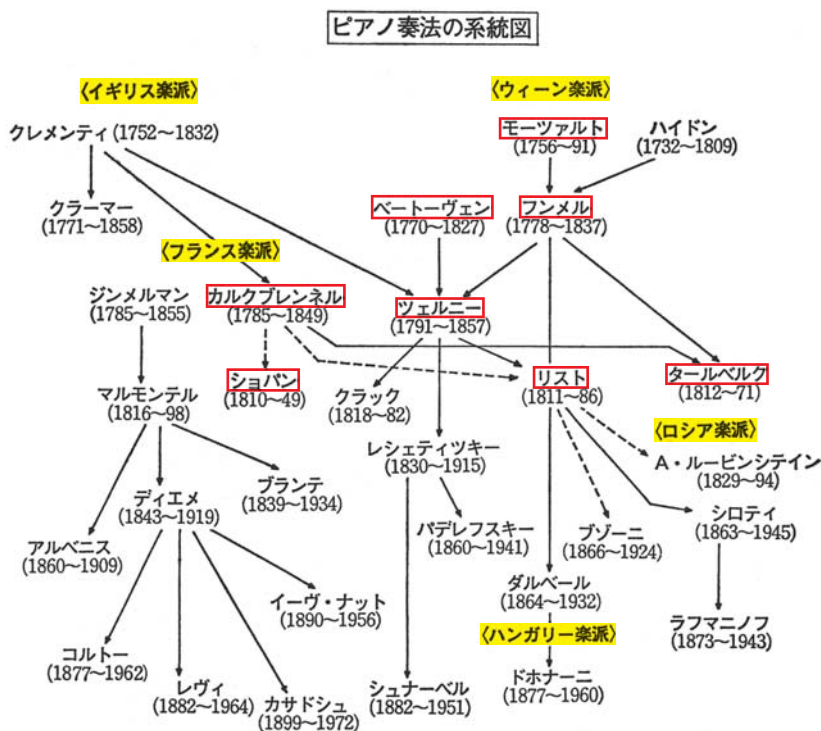 ピアノ奏法の系統図
〈イギリス楽派〉
〈ウィーン楽派〉
クレメンティ(1752〜1832)
モーツァルト
(1756〜91)
ハイドン
(1732〜1809)
クラーマー
(1771〜1858)
ベートーヴェン
(1770〜1827)
フンメル
(1778〜1837)
〈フランス楽派〉
ジンメルマン
(1785〜1855)
カルクブレンネル
(1785〜1849)
ツェルニー
(1791〜1857)
ショパン
(1810〜49)
クラック
(1818〜82)
リスト
(1811〜86)
タールベルク
(1812〜71)
マルモンテル
(1816〜98)
〈ロシア楽派〉
レシェティツキー
(1830〜1915)
A・ルービンシテイン
(1829〜94)
ブランテ
(1839〜1934)
ディエメ
(1843〜1919)
パデレフスキー
(1860〜1941)
ブゾーニ
(1866〜1924)
シロティ
(1863〜1945)
アルベニス
(1860〜1909)
ダルベール
(1864〜1932)
イーヴ・ナット
(1890〜1956)
ラフマニノフ
(1873〜1943)
〈ハンガリー楽派〉
コルトー
(1877〜1962)
レヴィ
(1882〜1964)
カサドシュ
(1899〜1972)
シュナーベル
(1882〜1951)
ドホナーニ
(1877〜1960)